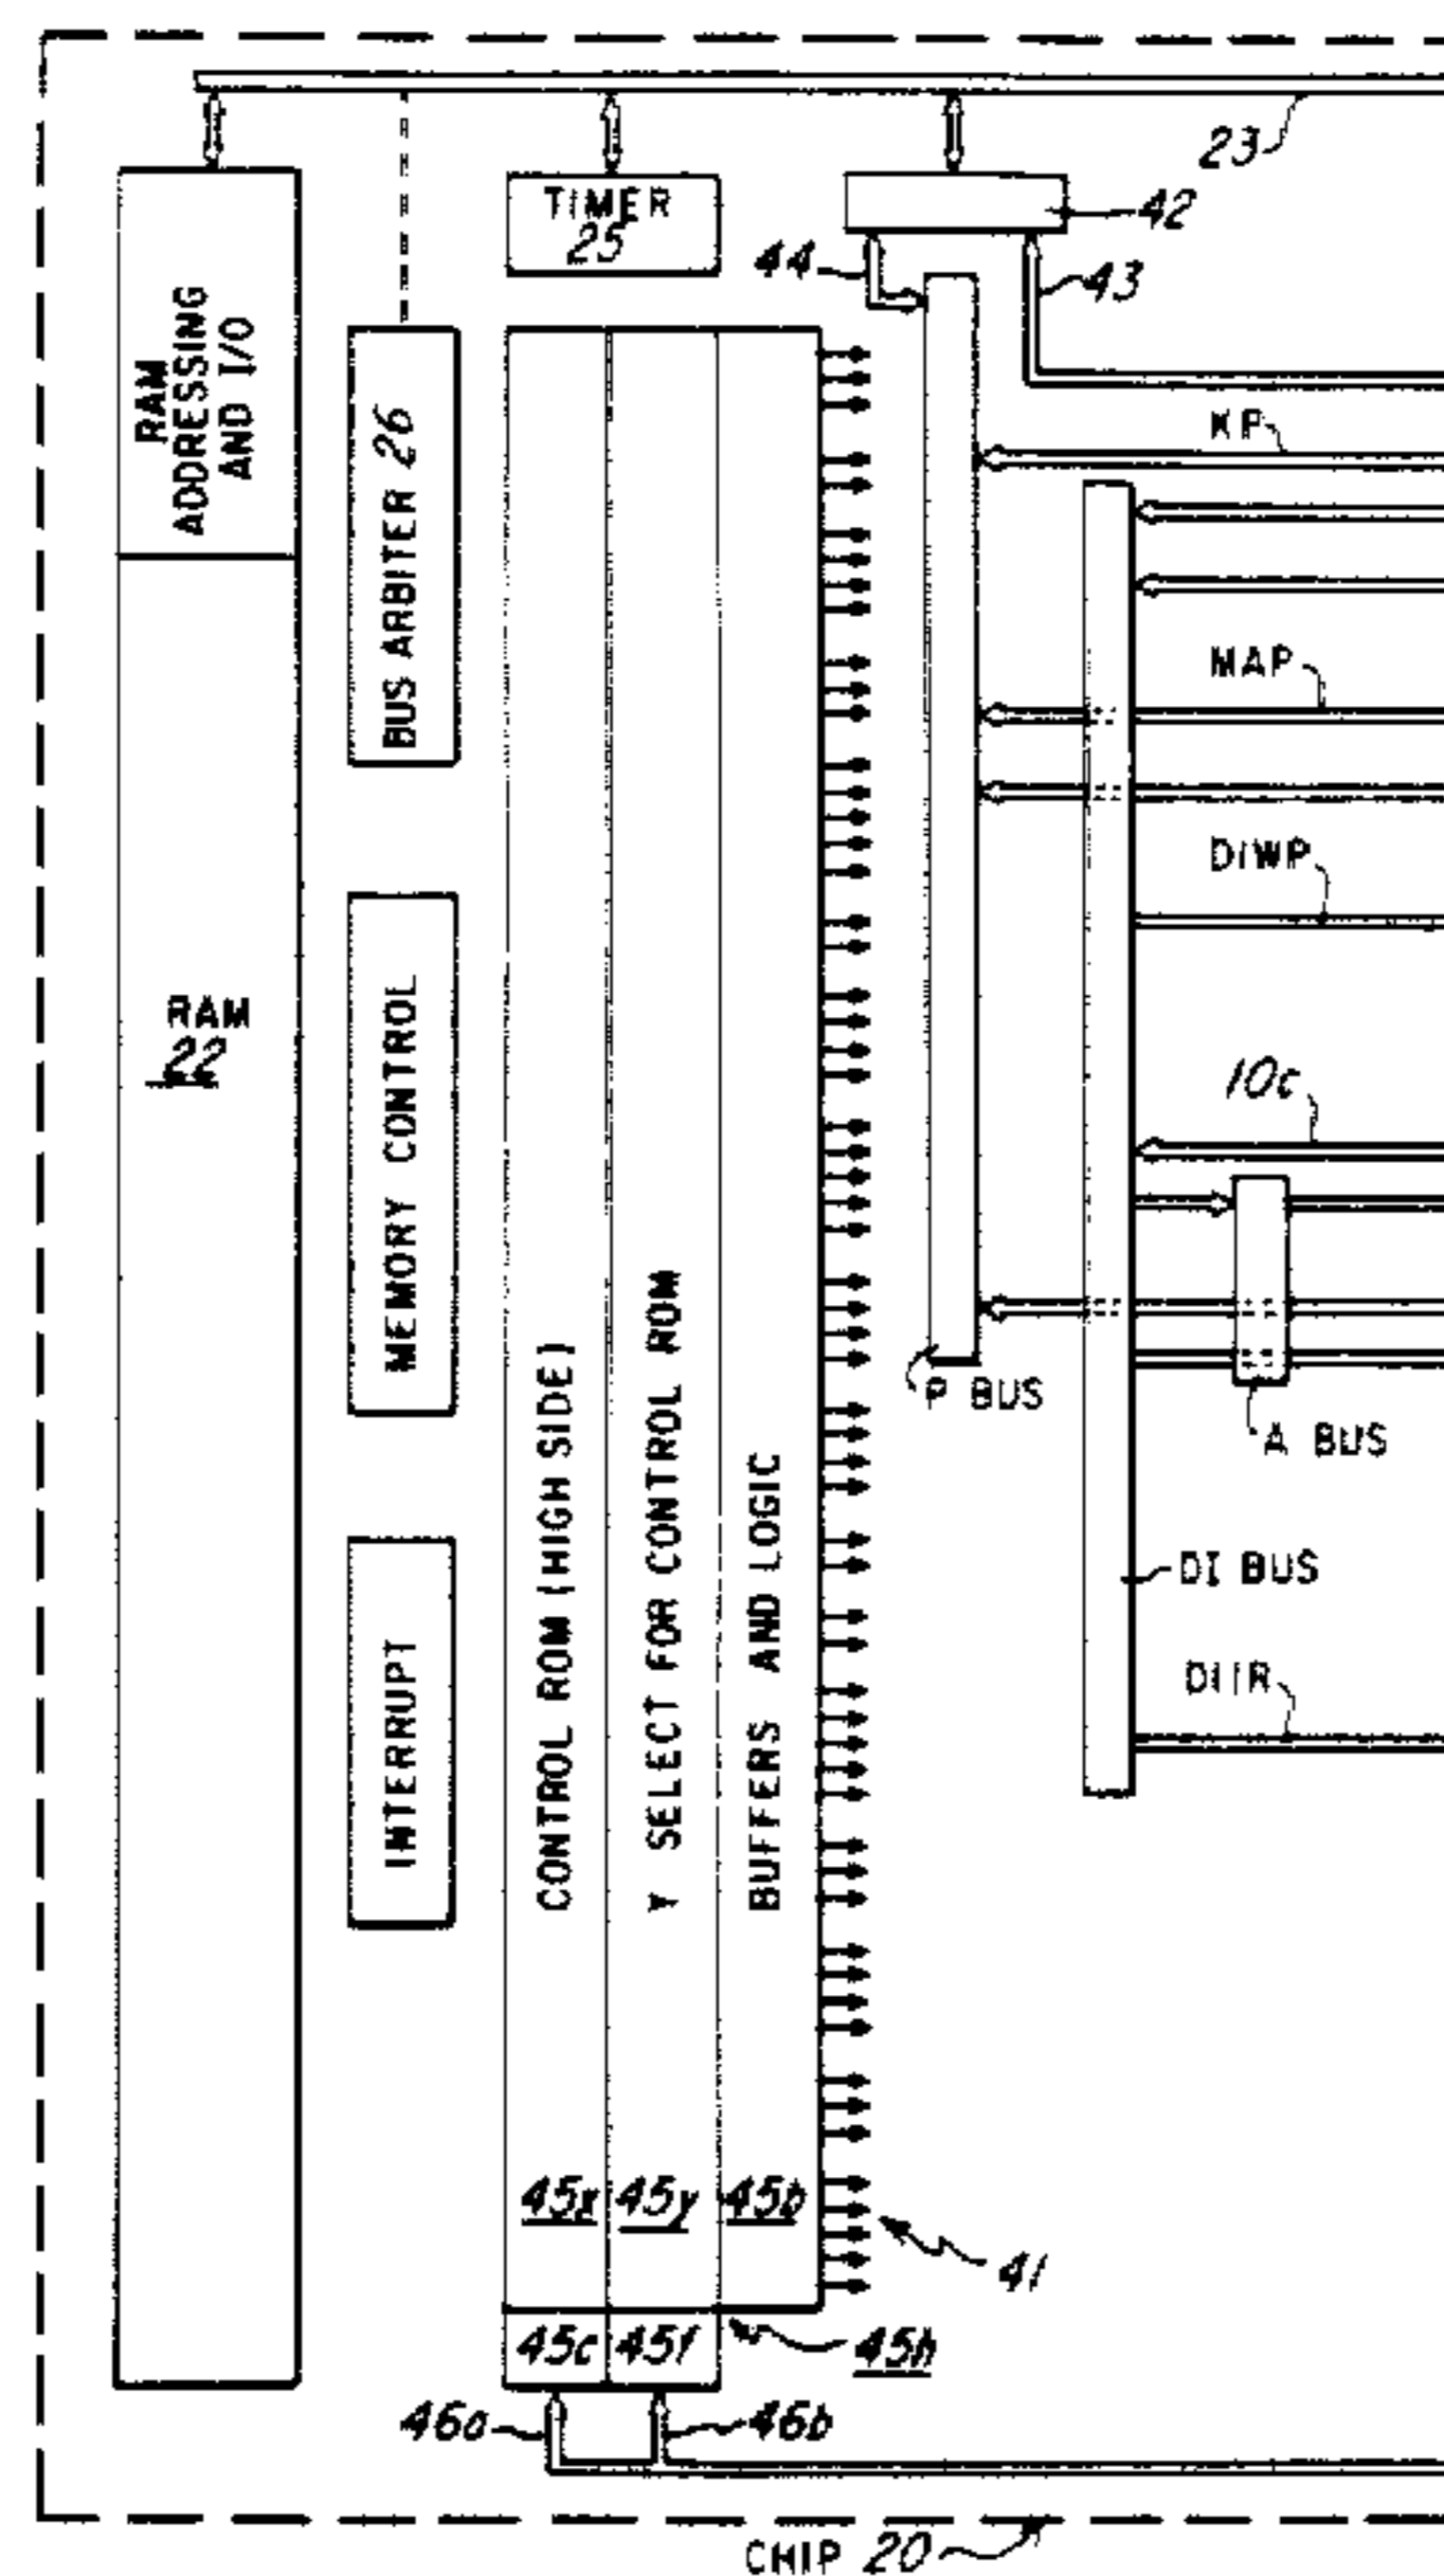 23
TIMER
25
42
44
43
RAM
ADDRESSING
AND I/O
BUS ARBITER 26
KP
MAP
DIWP
RAM
22
MEMORY CONTROL
10c
P BUS
A BUS
CONTROL ROM (HIGH SIDE)
Y SELECT FOR CONTROL ROM
BUFFERS AND LOGIC
DI BUS
INTERRUPT
DIIR
45x
45y
45b
41
45c
45f
45h
46a
46b
CHIP 20